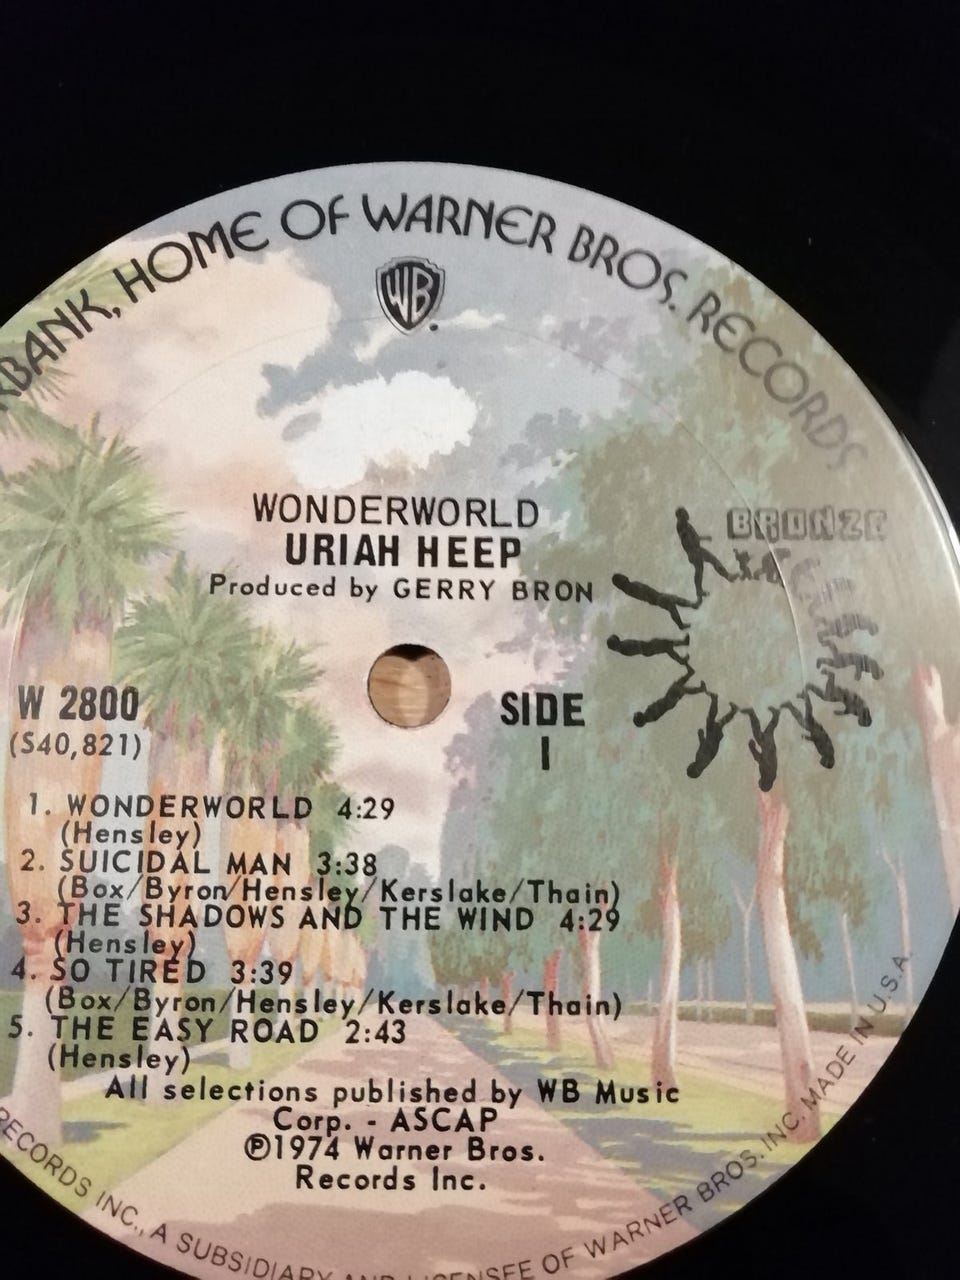 RBANK, HOME OF WARNER BROS. RECORDS
WB
BRONZE
WONDERWORLD
URIAH HEEP
Produced by GERRY BRON
W 2800
(S40,821)
SIDE
1
1. WONDERWORLD 4:29
(Hensley)
2. SUICIDAL MAN 3:38
(Box/Byron/Hensley/Kerslake/Thain)
3. THE SHADOWS AND THE WIND 4:29
(Hensley)
4. SO TIRED 3:39
(Box/Byron/Hensley/Kerslake/Thain)
5. THE EASY ROAD 2:43
(Hensley)
All selections published by WB Music
Corp. - ASCAP
℗1974 Warner Bros.
Records Inc.
RECORDS INC., A SUBSIDIARY AND LICENSEE OF WARNER BROS. INC. MADE IN U.S.A.